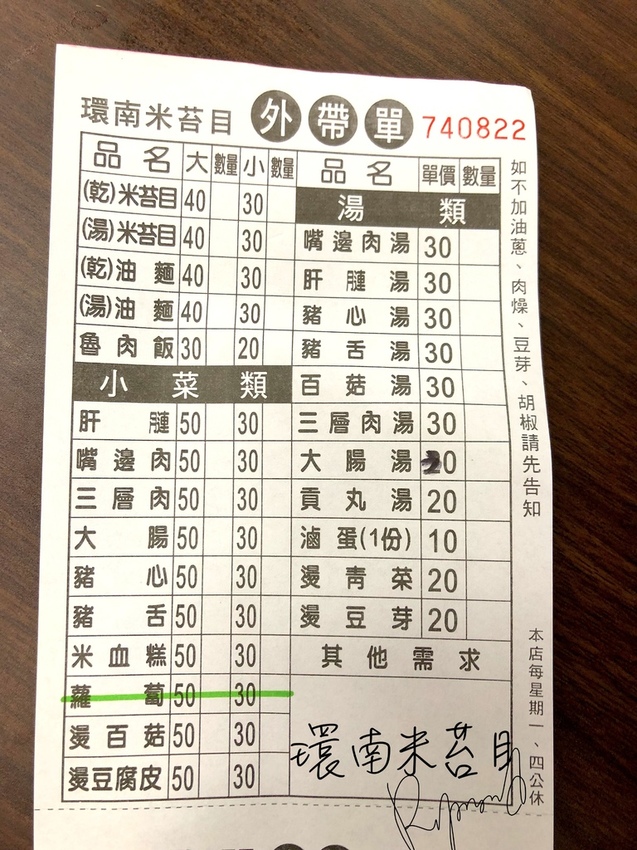 環南米苔目 外帶單 740822
品名 大 數量 小 數量
(乾)米苔目 40 30
(湯)米苔目 40 30
(乾)油麵 40 30
(湯)油麵 40 30
魯肉飯 30 20
小菜類
肝膶 50 30
嘴邊肉 50 30
三層肉 50 30
大腸 50 30
豬心 50 30
豬舌 50 30
米血糕 50 30
蘿蔔 50 30
燙百菇 50 30
燙豆腐皮 50 30
品名 單價 數量
湯類
嘴邊肉湯 30
肝膶湯 30
豬心湯 30
豬舌湯 30
百菇湯 30
三層肉湯 30
大腸湯 30
貢丸湯 20
滷蛋(1份) 10
燙青菜 20
燙豆芽 20
其他需求
環南米苔目
如不加油蔥、肉燥、豆芽、胡椒請先告知
本店每星期一、四公休